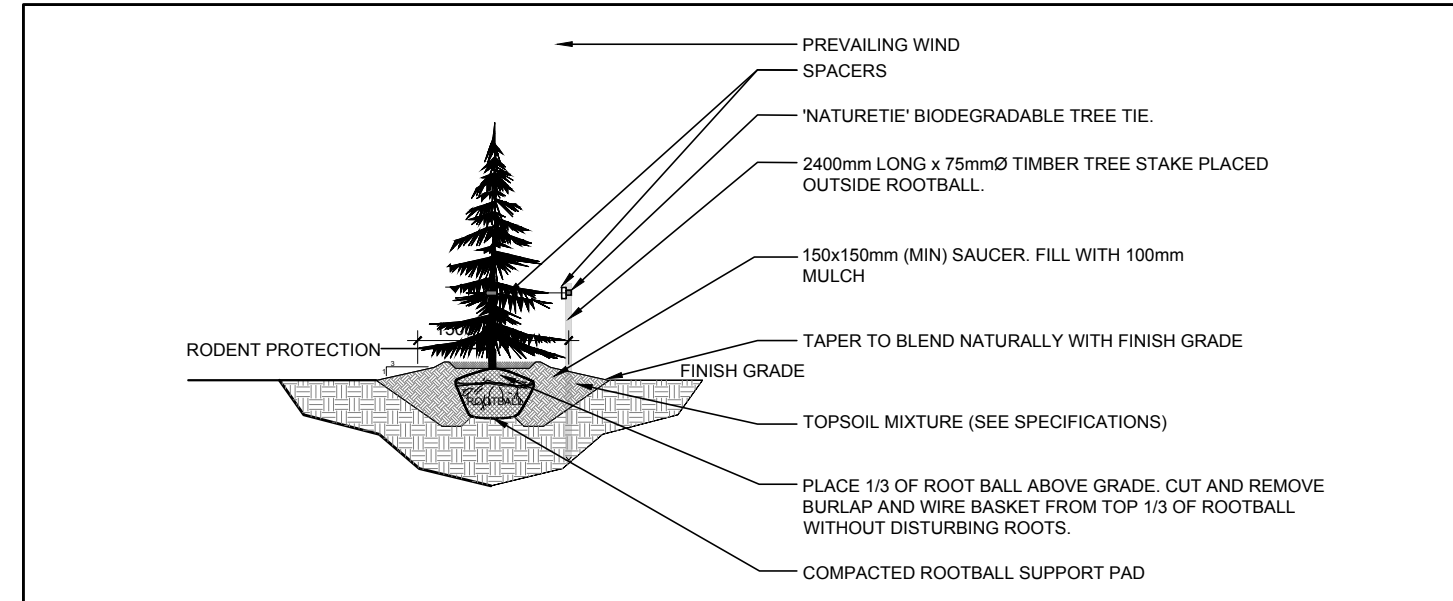 PREVAILING WIND
SPACERS
'NATURETIE' BIODEGRADABLE TREE TIE.
2400mm LONG x 75mmØ TIMBER TREE STAKE PLACED
OUTSIDE ROOTBALL.
150x150mm (MIN) SAUCER. FILL WITH 100mm
MULCH
RODENT PROTECTION
3
1
TAPER TO BLEND NATURALLY WITH FINISH GRADE
FINISH GRADE
ROOTBALL
TOPSOIL MIXTURE (SEE SPECIFICATIONS)
PLACE 1/3 OF ROOT BALL ABOVE GRADE. CUT AND REMOVE
BURLAP AND WIRE BASKET FROM TOP 1/3 OF ROOTBALL
WITHOUT DISTURBING ROOTS.
COMPACTED ROOTBALL SUPPORT PAD